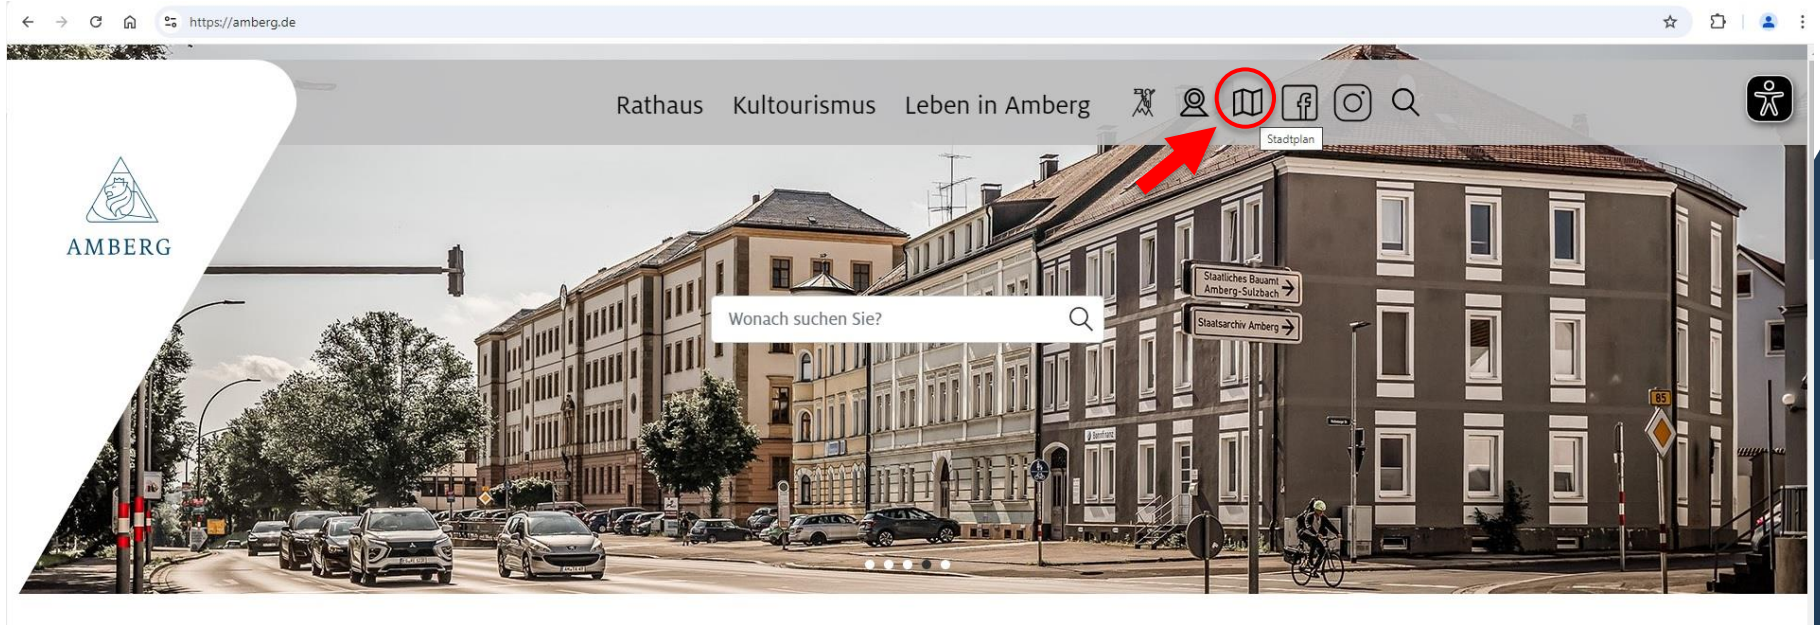 https://amberg.de
Rathaus Kultourismus Leben in Amberg
Stadtplan
AMBERG
Staatliches Bauamt
Amberg-Sulzbach
Wonach suchen Sie?
Staatsarchiv Amberg
85